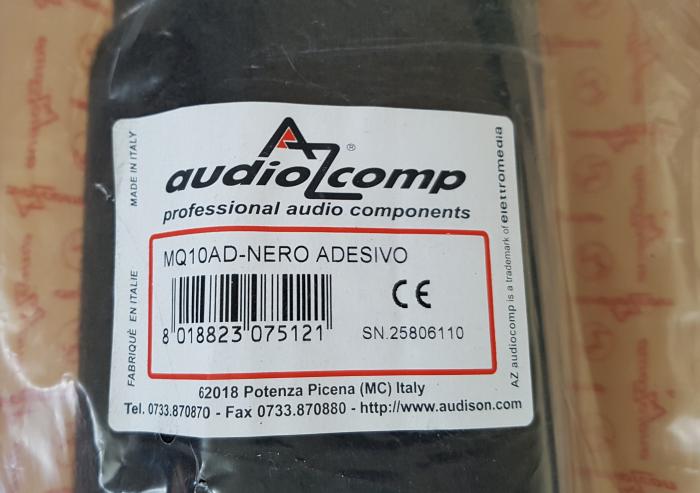 AZ ®
audiocomp
professional audio components
MQ10AD-NERO ADESIVO
CE
8 018823 075121
SN.25806110
62018 Potenza Picena (MC) Italy
Tel. 0733.870870 - Fax 0733.870880 - http://www.audison.com
MADE IN ITALY
FABRIQUÈ EN ITALIE
AZ audiocomp is a trademark of elettromedia